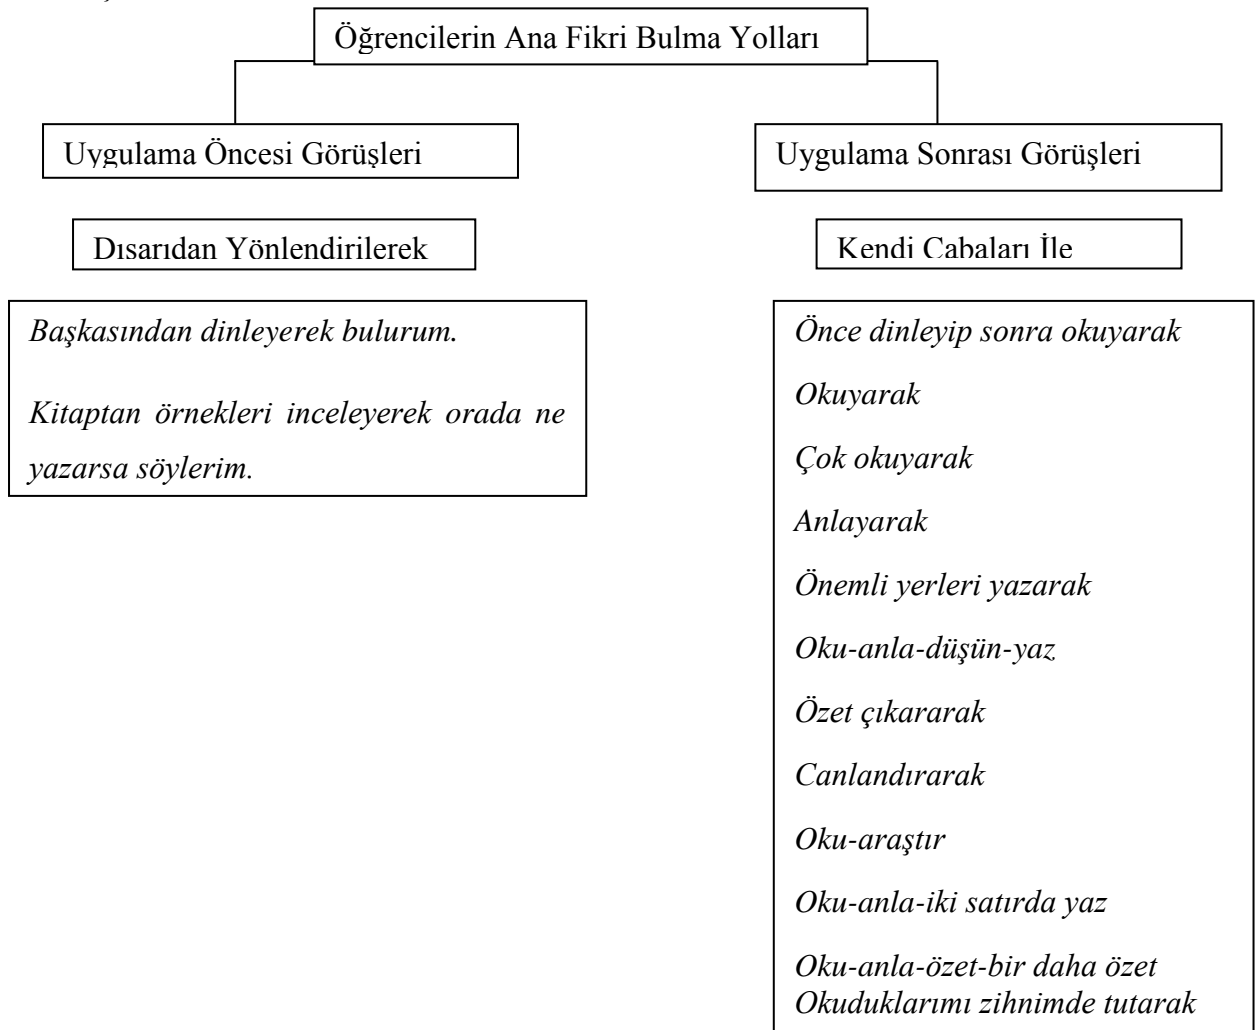 Öğrencilerin Ana Fikri Bulma Yolları
Uygulama Öncesi Görüşleri
Uygulama Sonrası Görüşleri
Dışarıdan Yönlendirilerek
Kendi Çabaları İle
Başkasından dinleyerek bulurum.
Kitaptan örnekleri inceleyerek orada ne
yazarsa söylerim.
Önce dinleyip sonra okuyarak
Okuyarak
Çok okuyarak
Anlayarak
Önemli yerleri yazarak
Oku-anla-düşün-yaz
Özet çıkararak
Canlandırarak
Oku-araştır
Oku-anla-iki satırda yaz
Oku-anla-özet-bir daha özet
Okuduklarımı zihnimde tutarak